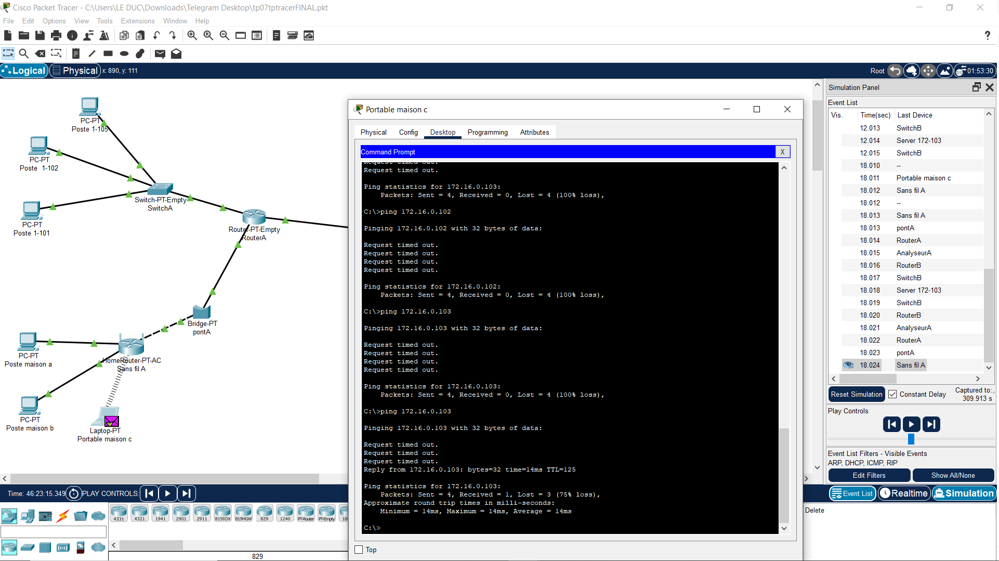 Cisco Packet Tracer - C:\Users\LE DUC\Downloads\Telegram Desktop\tp07tptracerFINAL.pkt
File Edit Options View Tools Extensions Window Help
?
Logical Physical x: 890, y: 111
Root 01:53:30
PC-PT
Poste 1-105
PC-PT
Poste 1-102
PC-PT
Poste 1-101
Switch-PT-Empty
SwitchA
Router-PT-Empty
RouterA
Bridge-PT
pontA
PC-PT
Poste maison a
HomeRouter-PT-AC
Sans fil A
PC-PT
Poste maison b
Laptop-PT
Portable maison c
Portable maison c
Physical Config Desktop Programming Attributes
Command Prompt X
Request timed out.
Request timed out.
Ping statistics for 172.16.0.103:
Packets: Sent = 4, Received = 0, Lost = 4 (100% loss),
C:\>ping 172.16.0.102
Pinging 172.16.0.102 with 32 bytes of data:
Request timed out.
Request timed out.
Request timed out.
Request timed out.
Ping statistics for 172.16.0.102:
Packets: Sent = 4, Received = 0, Lost = 4 (100% loss),
C:\>ping 172.16.0.103
Pinging 172.16.0.103 with 32 bytes of data:
Request timed out.
Request timed out.
Request timed out.
Request timed out.
Ping statistics for 172.16.0.103:
Packets: Sent = 4, Received = 0, Lost = 4 (100% loss),
C:\>ping 172.16.0.103
Pinging 172.16.0.103 with 32 bytes of data:
Request timed out.
Request timed out.
Request timed out.
Reply from 172.16.0.103: bytes=32 time=14ms TTL=125
Ping statistics for 172.16.0.103:
Packets: Sent = 4, Received = 1, Lost = 3 (75% loss),
Approximate round trip times in milli-seconds:
Minimum = 14ms, Maximum = 14ms, Average = 14ms
C:\>
Top
Simulation Panel
Event List
Vis. Time(sec) Last Device
12.013 SwitchB
12.014 Server 172-103
12.015 SwitchB
18.010 --
18.011 Portable maison c
18.012 Sans fil A
18.012 --
18.013 Sans fil A
18.013 pontA
18.014 RouterA
18.015 AnalyseurA
18.016 RouterB
18.017 SwitchB
18.018 Server 172-103
18.019 SwitchB
18.020 RouterB
18.021 AnalyseurA
18.022 RouterA
18.023 pontA
18.024 Sans fil A
Reset Simulation Constant Delay Captured to:
309.913 s
Play Controls
Event List Filters - Visible Events
ARP, DHCP, ICMP, RIP
Edit Filters Show All/None
Time: 46:23:15.349 PLAY CONTROLS:
Event List Realtime Simulation
4331 4321 1941 2901 2911 819IOX 819HGW 829 1240 PT-Router PT-Empty
Delete
829